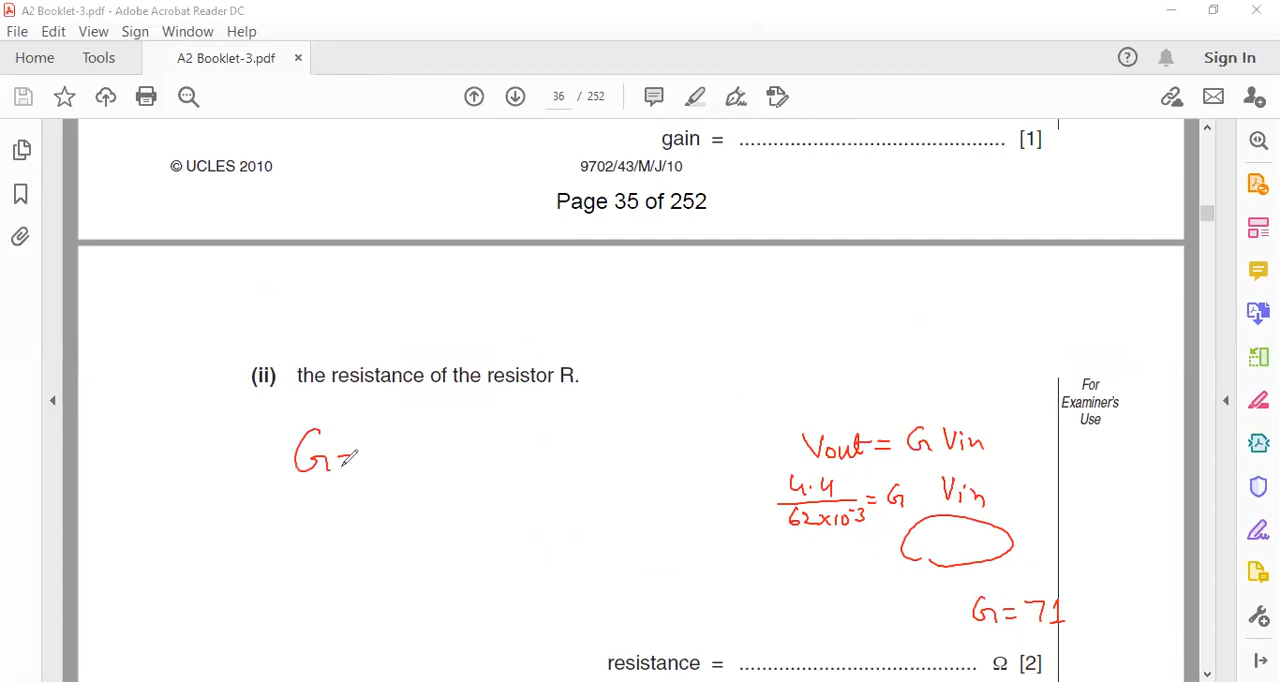 A2 Booklet-3.pdf - Adobe Acrobat Reader DC
File Edit View Sign Window Help
Home Tools A2 Booklet-3.pdf × Sign In
36 / 252
gain = .............................................. [1]
© UCLES 2010 9702/43/M/J/10
Page 35 of 252
(ii) the resistance of the resistor R.
For
Examiner's
Use
G=
Vout = G Vin
4.4 / 62×10⁻³ = G Vin
G = 71
resistance = ......................................... Ω [2]